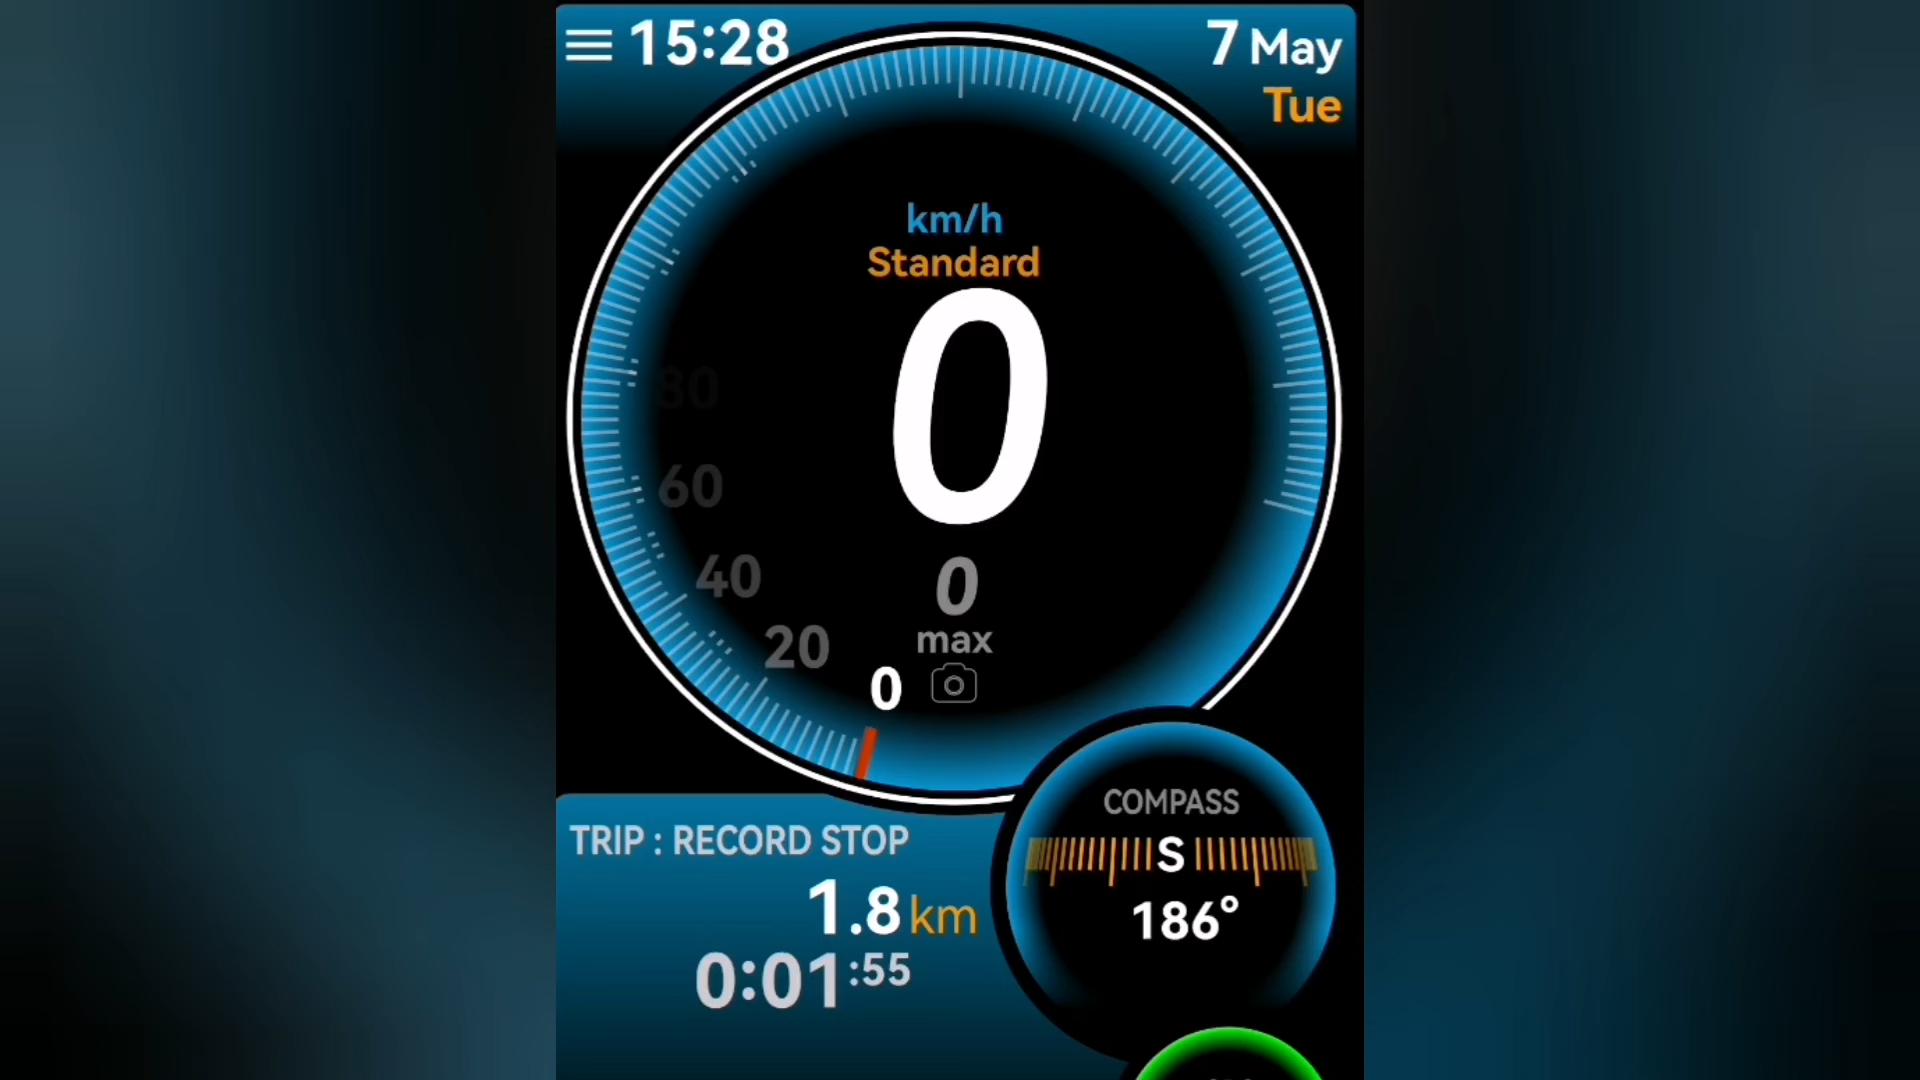 15:28
7 May
Tue
km/h
Standard
0
80
60
40
20
0
0
max
COMPASS
S
186°
TRIP : RECORD STOP
1.8 km
0:01:55